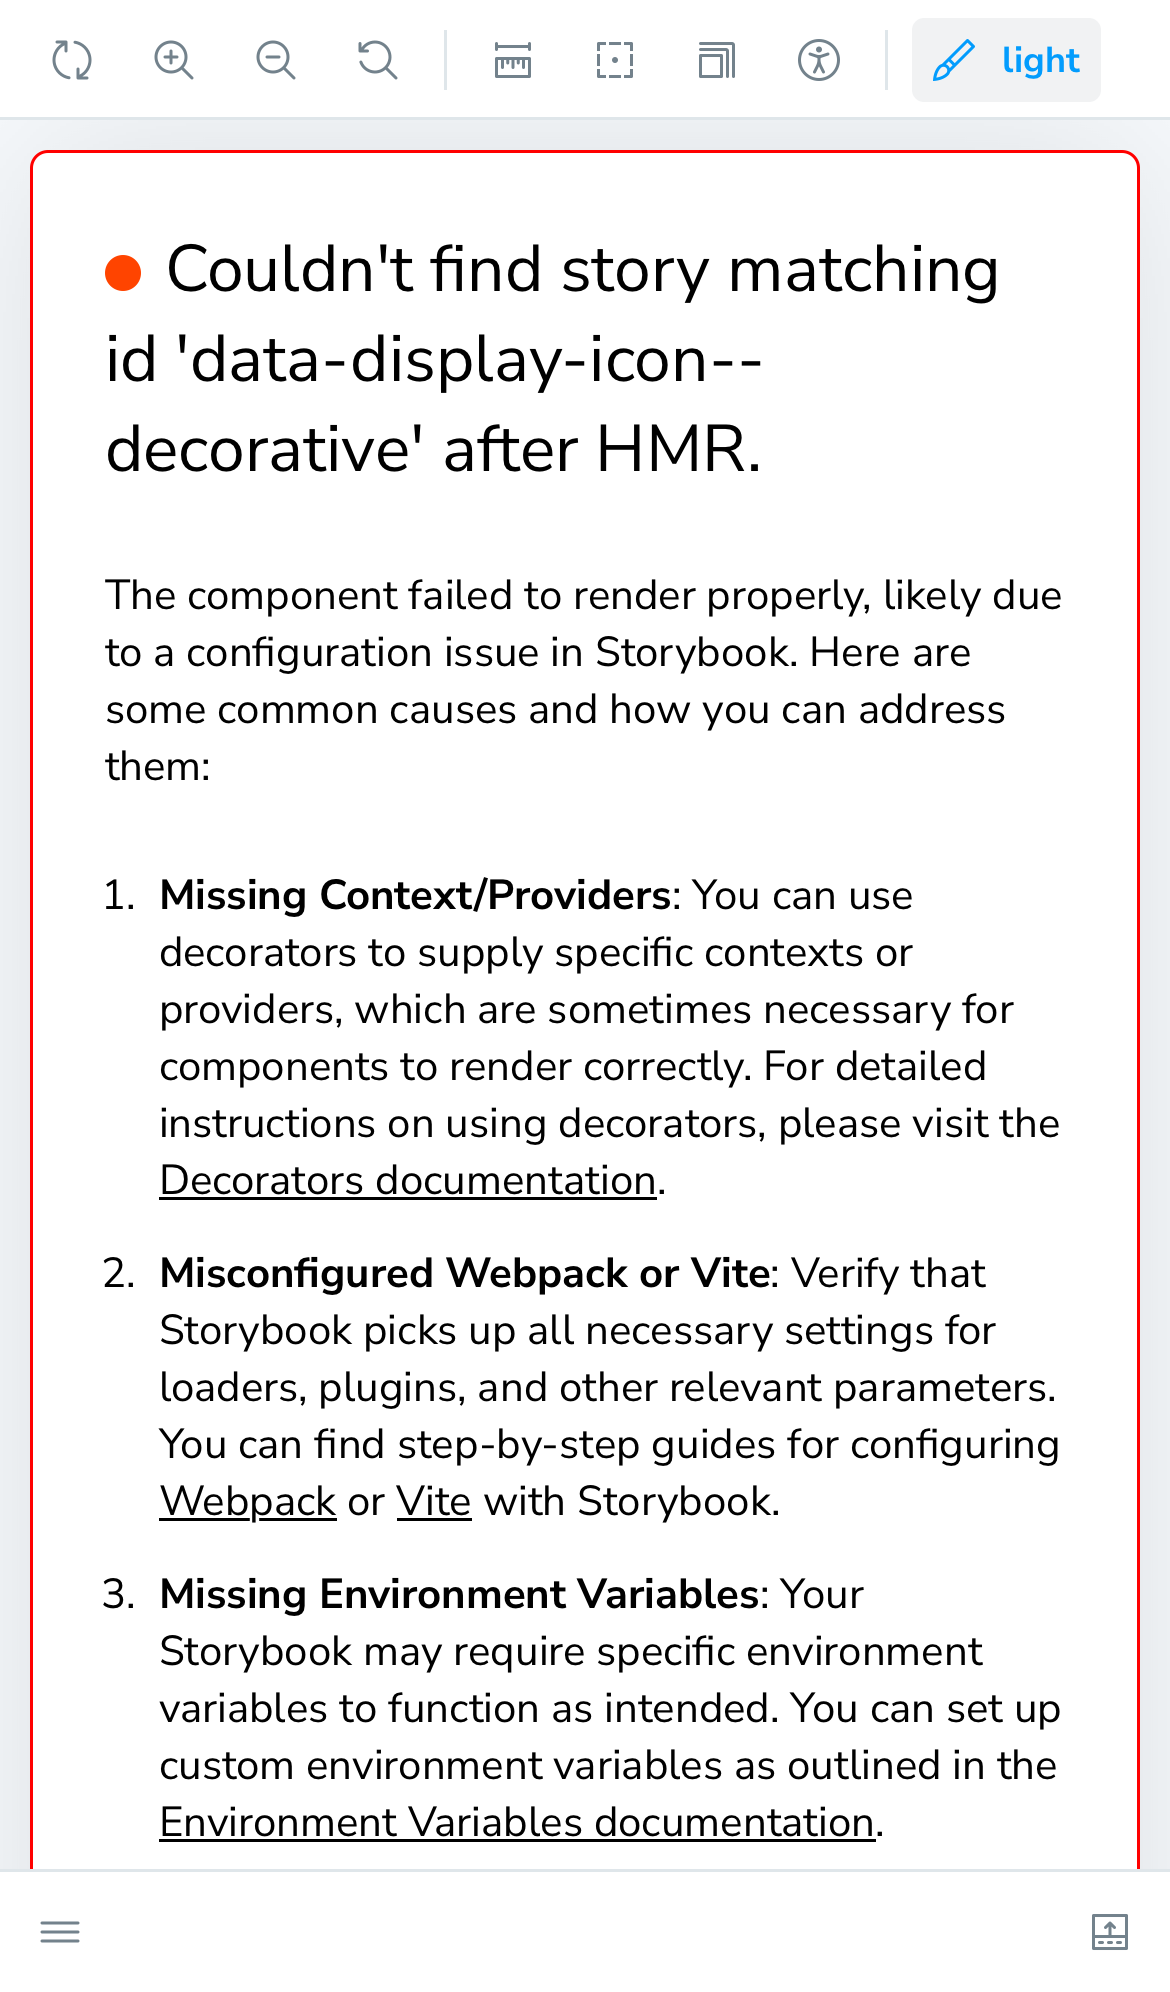 light
Couldn't find story matching
id 'data-display-icon--
decorative' after HMR.
The component failed to render properly, likely due
to a configuration issue in Storybook. Here are
some common causes and how you can address
them:
1. Missing Context/Providers: You can use
decorators to supply specific contexts or
providers, which are sometimes necessary for
components to render correctly. For detailed
instructions on using decorators, please visit the
Decorators documentation.
2. Misconfigured Webpack or Vite: Verify that
Storybook picks up all necessary settings for
loaders, plugins, and other relevant parameters.
You can find step-by-step guides for configuring
Webpack or Vite with Storybook.
3. Missing Environment Variables: Your
Storybook may require specific environment
variables to function as intended. You can set up
custom environment variables as outlined in the
Environment Variables documentation.